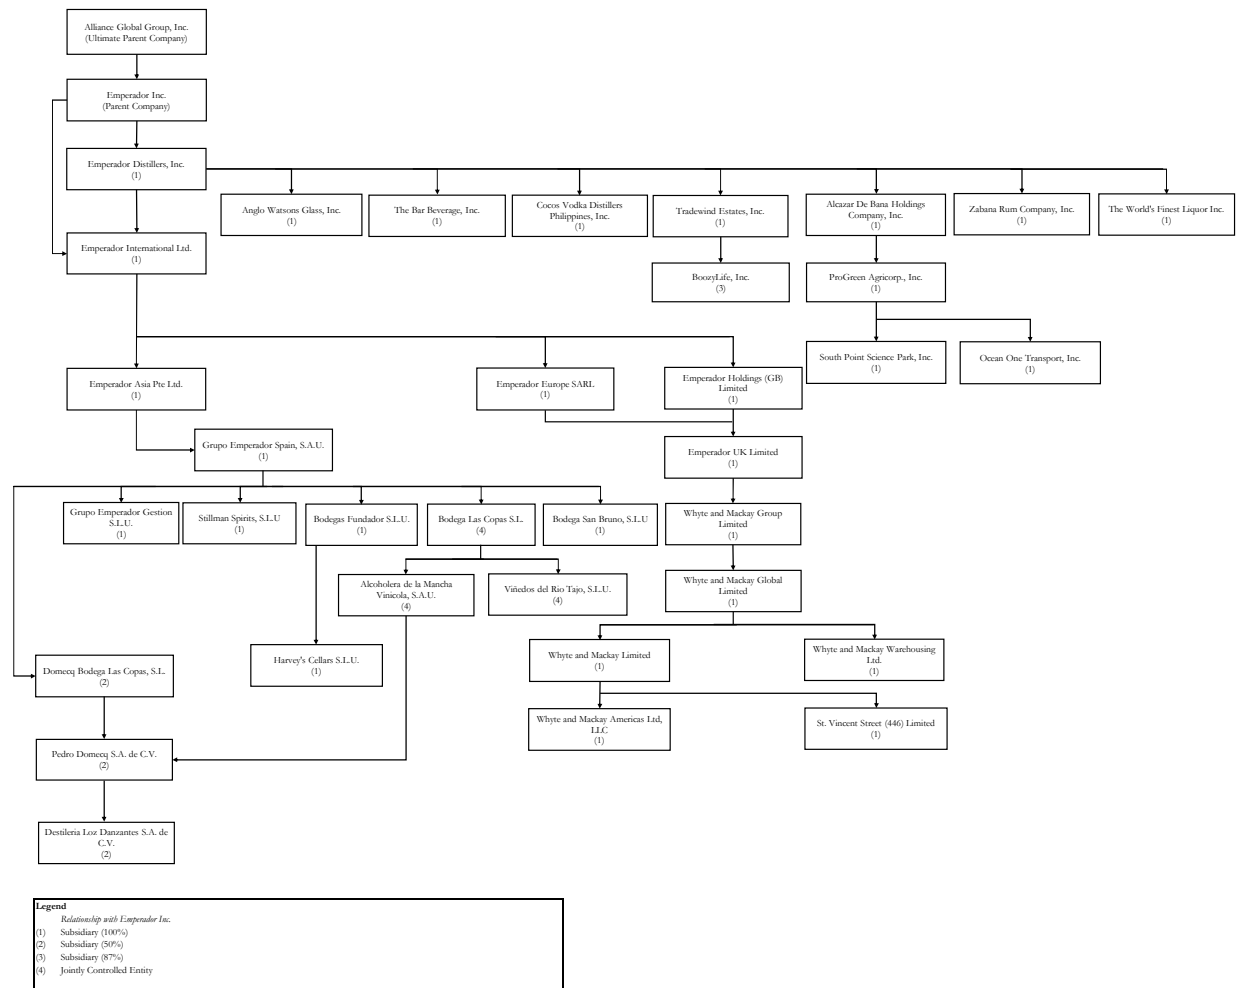 Alliance Global Group, Inc.
(Ultimate Parent Company)
Emperador Inc.
(Parent Company)
Emperador Distillers, Inc.
(1)
Anglo Watsons Glass, Inc.
(1)
The Bar Beverage, Inc.
(1)
Cocos Vodka Distillers
Philippines, Inc.
(1)
Tradewind Estates, Inc.
(1)
Alcazar De Bana Holdings
Company, Inc.
(1)
Zabana Rum Company, Inc.
(1)
The World's Finest Liquor Inc.
(1)
Emperador International Ltd.
(1)
BoozyLife, Inc.
(3)
ProGreen Agricorp., Inc.
(1)
South Point Science Park, Inc.
(1)
Ocean One Transport, Inc.
(1)
Emperador Asia Pte Ltd.
(1)
Emperador Europe SARL
(1)
Emperador Holdings (GB)
Limited
(1)
Grupo Emperador Spain, S.A.U.
(1)
Emperador UK Limited
(1)
Grupo Emperador Gestion
S.L.U.
(1)
Stillman Spirits, S.L.U
(1)
Bodegas Fundador S.L.U.
(1)
Bodega Las Copas S.L.
(4)
Bodega San Bruno, S.L.U
(1)
Whyte and Mackay Group
Limited
(1)
Alcoholera de la Mancha
Vinicola, S.A.U.
(4)
Viñedos del Rio Tajo, S.L.U.
(4)
Whyte and Mackay Global
Limited
(1)
Harvey's Cellars S.L.U.
(1)
Whyte and Mackay Limited
(1)
Whyte and Mackay Warehousing
Ltd.
(1)
Domecq Bodega Las Copas, S.L.
(2)
Whyte and Mackay Americas Ltd,
LLC
(1)
St. Vincent Street (446) Limited
(1)
Pedro Domecq S.A. de C.V.
(2)
Destileria Loz Danzantes S.A. de
C.V.
(2)
Legend
Relationship with Emperador Inc.
(1) Subsidiary (100%)
(2) Subsidiary (50%)
(3) Subsidiary (87%)
(4) Jointly Controlled Entity